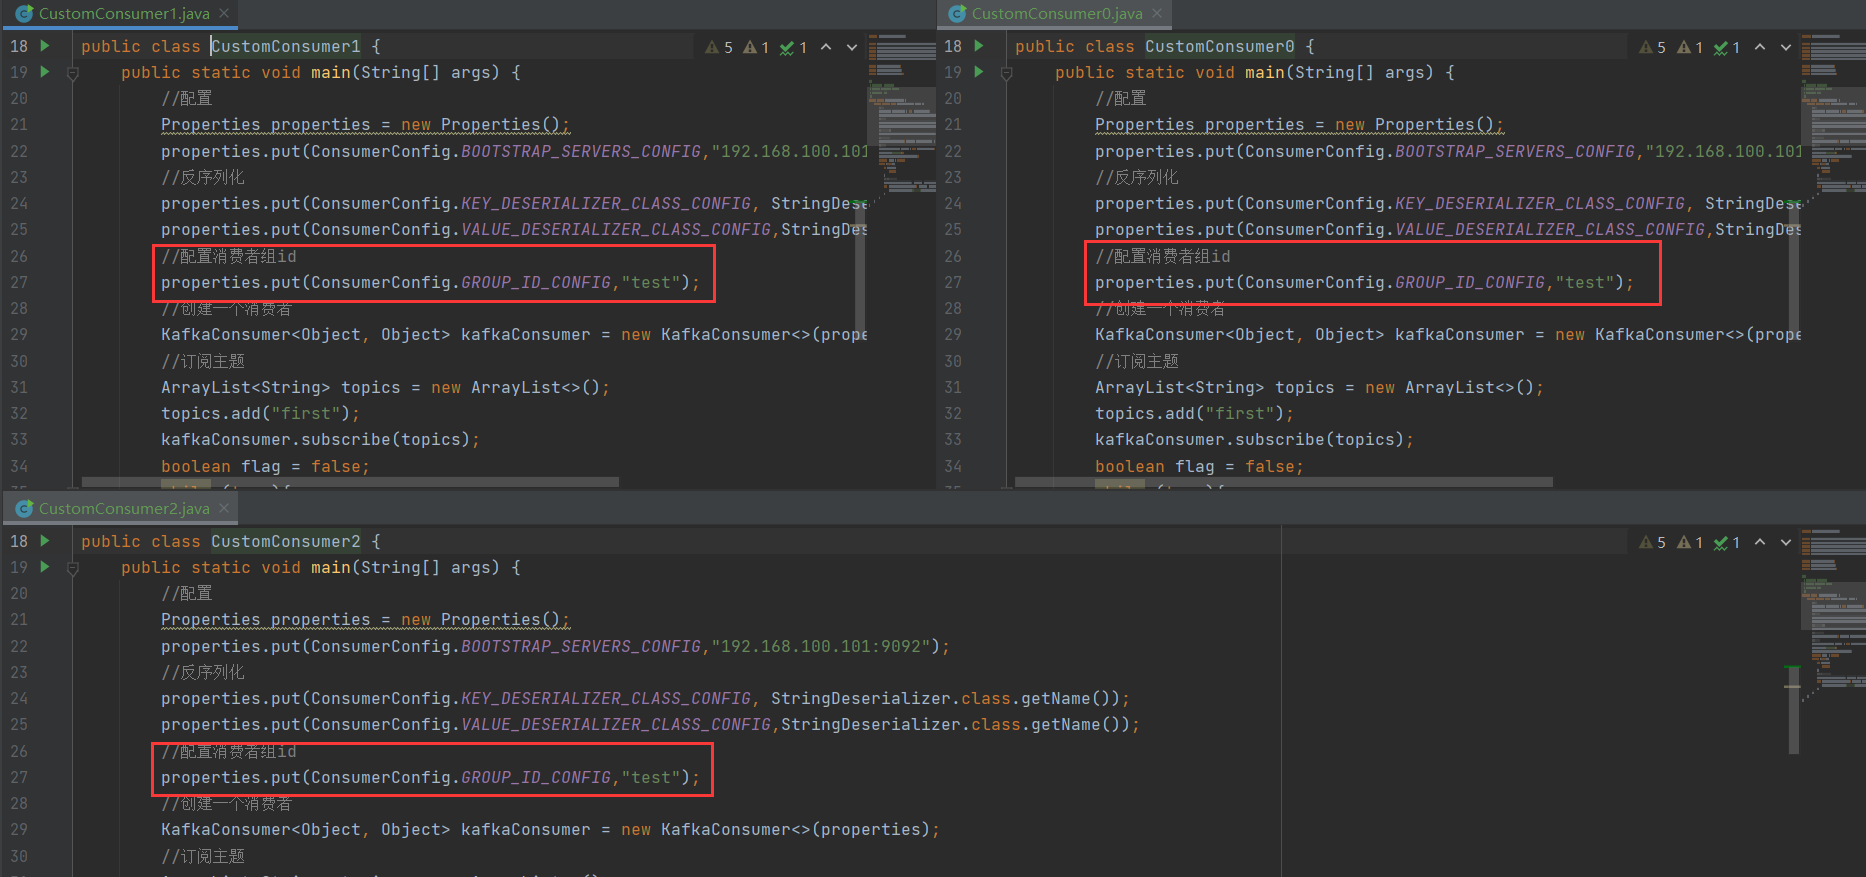 CustomConsumer1.java
18 public class CustomConsumer1 { 5 1 1
19 public static void main(String[] args) {
20 //配置
21 Properties properties = new Properties();
22 properties.put(ConsumerConfig.BOOTSTRAP_SERVERS_CONFIG,"192.168.100.101
23 //反序列化
24 properties.put(ConsumerConfig.KEY_DESERIALIZER_CLASS_CONFIG, StringDese
25 properties.put(ConsumerConfig.VALUE_DESERIALIZER_CLASS_CONFIG,StringDes
26 //配置消费者组id
27 properties.put(ConsumerConfig.GROUP_ID_CONFIG,"test");
28 //创建一个消费者
29 KafkaConsumer<Object, Object> kafkaConsumer = new KafkaConsumer<>(prope
30 //订阅主题
31 ArrayList<String> topics = new ArrayList<>();
32 topics.add("first");
33 kafkaConsumer.subscribe(topics);
34 boolean flag = false;
CustomConsumer0.java
18 public class CustomConsumer0 { 5 1 1
19 public static void main(String[] args) {
20 //配置
21 Properties properties = new Properties();
22 properties.put(ConsumerConfig.BOOTSTRAP_SERVERS_CONFIG,"192.168.100.101
23 //反序列化
24 properties.put(ConsumerConfig.KEY_DESERIALIZER_CLASS_CONFIG, StringDese
25 properties.put(ConsumerConfig.VALUE_DESERIALIZER_CLASS_CONFIG,StringDes
26 //配置消费者组id
27 properties.put(ConsumerConfig.GROUP_ID_CONFIG,"test");
28 //创建一个消费者
29 KafkaConsumer<Object, Object> kafkaConsumer = new KafkaConsumer<>(prope
30 //订阅主题
31 ArrayList<String> topics = new ArrayList<>();
32 topics.add("first");
33 kafkaConsumer.subscribe(topics);
34 boolean flag = false;
CustomConsumer2.java
18 public class CustomConsumer2 { 5 1 1
19 public static void main(String[] args) {
20 //配置
21 Properties properties = new Properties();
22 properties.put(ConsumerConfig.BOOTSTRAP_SERVERS_CONFIG,"192.168.100.101:9092");
23 //反序列化
24 properties.put(ConsumerConfig.KEY_DESERIALIZER_CLASS_CONFIG, StringDeserializer.class.getName());
25 properties.put(ConsumerConfig.VALUE_DESERIALIZER_CLASS_CONFIG,StringDeserializer.class.getName());
26 //配置消费者组id
27 properties.put(ConsumerConfig.GROUP_ID_CONFIG,"test");
28 //创建一个消费者
29 KafkaConsumer<Object, Object> kafkaConsumer = new KafkaConsumer<>(properties);
30 //订阅主题